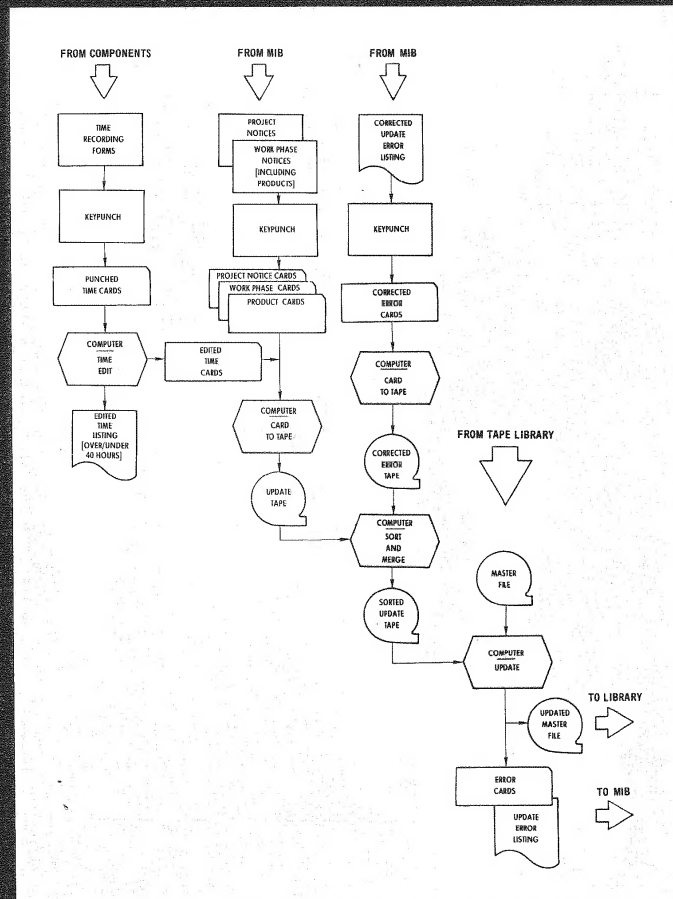 FROM COMPONENTS
FROM MIB
FROM MIB
TIME
RECORDING
FORMS
PROJECT
NOTICES
WORK PHASE
NOTICES
[INCLUDING
PRODUCTS]
CORRECTED
UPDATE
ERROR
LISTING
KEYPUNCH
KEYPUNCH
KEYPUNCH
PUNCHED
TIME CARDS
PROJECT NOTICE CARDS
WORK PHASE CARDS
PRODUCT CARDS
CORRECTED
ERROR
CARDS
COMPUTER
TIME
EDIT
EDITED
TIME
CARDS
COMPUTER
CARD
TO TAPE
EDITED
TIME
LISTING
[OVER/UNDER
40 HOURS]
COMPUTER
CARD
TO TAPE
FROM TAPE LIBRARY
CORRECTED
ERROR
TAPE
UPDATE
TAPE
COMPUTER
SORT
AND
MERGE
MASTER
FILE
SORTED
UPDATE
TAPE
COMPUTER
UPDATE
TO LIBRARY
UPDATED
MASTER
FILE
ERROR
CARDS
TO MIB
UPDATE
ERROR
LISTING